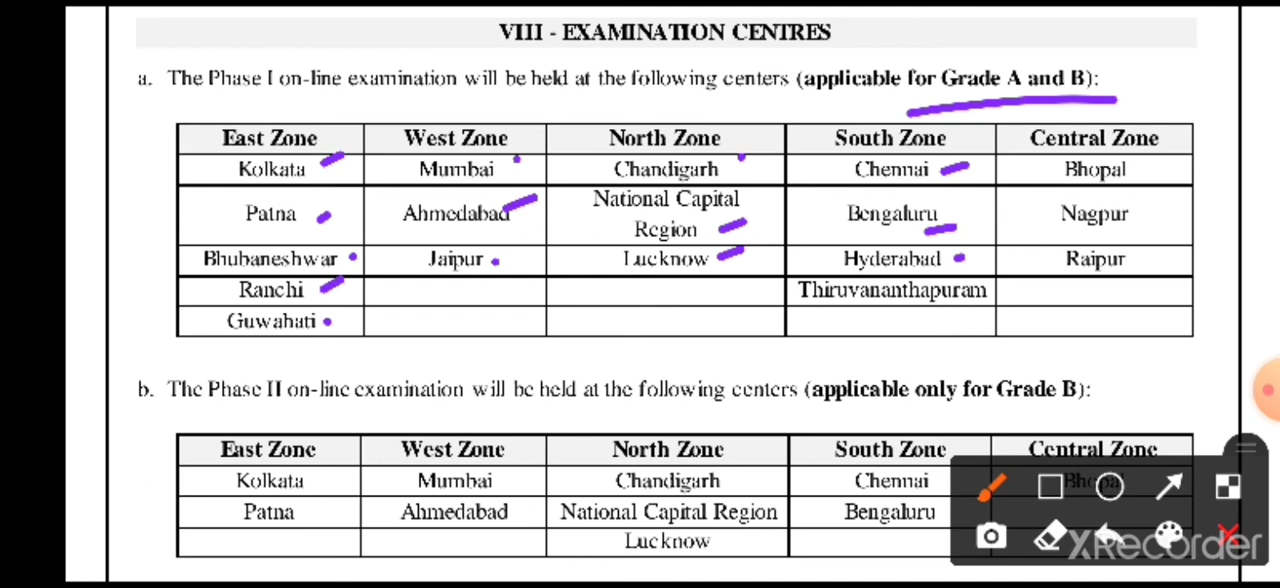 VIII - EXAMINATION CENTRES
a. The Phase I on-line examination will be held at the following centers (applicable for Grade A and B):
East Zone West Zone North Zone South Zone Central Zone
Kolkata Mumbai Chandigarh Chennai Bhopal
Patna Ahmedabad National Capital Region Bengaluru Nagpur
Bhubaneshwar Jaipur Lucknow Hyderabad Raipur
Ranchi Thiruvananthapuram
Guwahati
b. The Phase II on-line examination will be held at the following centers (applicable only for Grade B):
East Zone West Zone North Zone South Zone Central Zone
Kolkata Mumbai Chandigarh Chennai Bhopal
Patna Ahmedabad National Capital Region Bengaluru
Lucknow
XRecorder